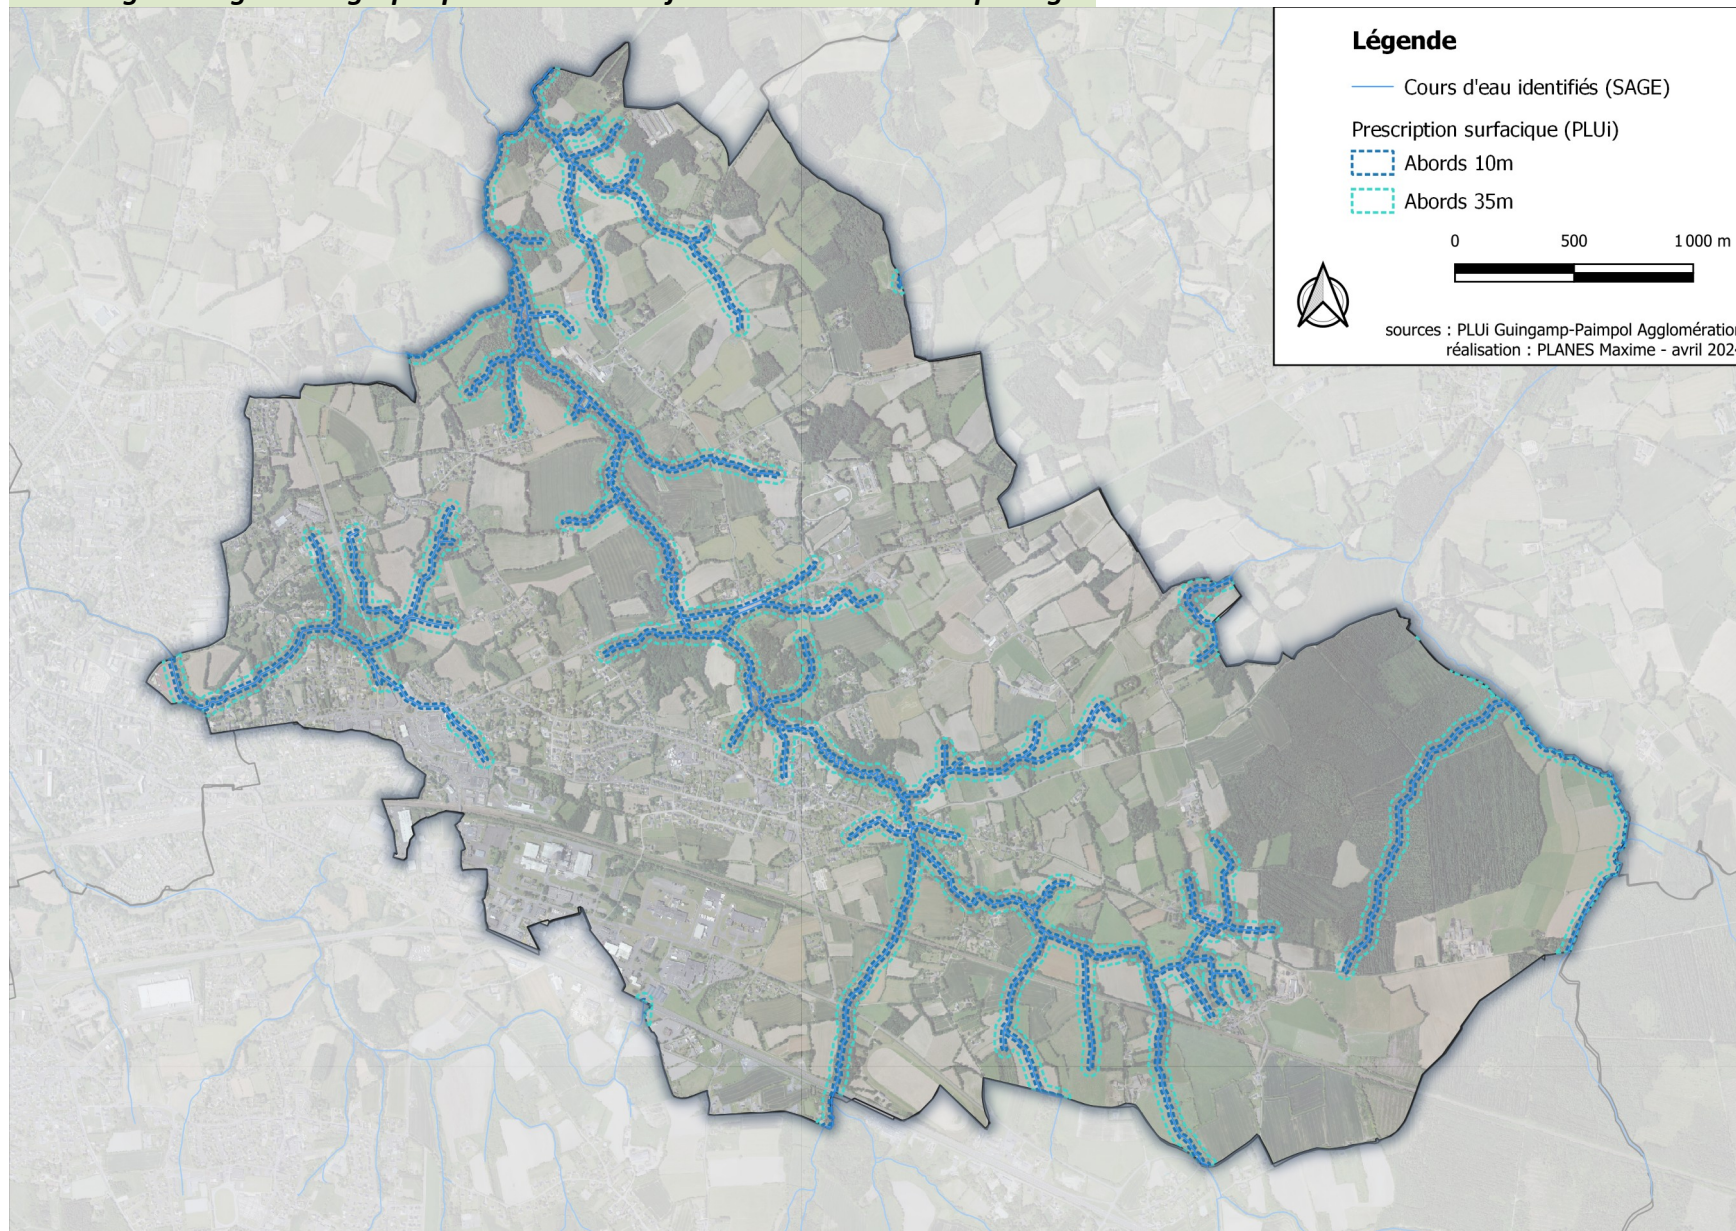 Légende
Cours d'eau identifiés (SAGE)
Prescription surfacique (PLUi)
Abords 10m
Abords 35m
0 500 1 000 m
sources : PLUi Guingamp-Paimpol Agglomération
réalisation : PLANES Maxime - avril 2024